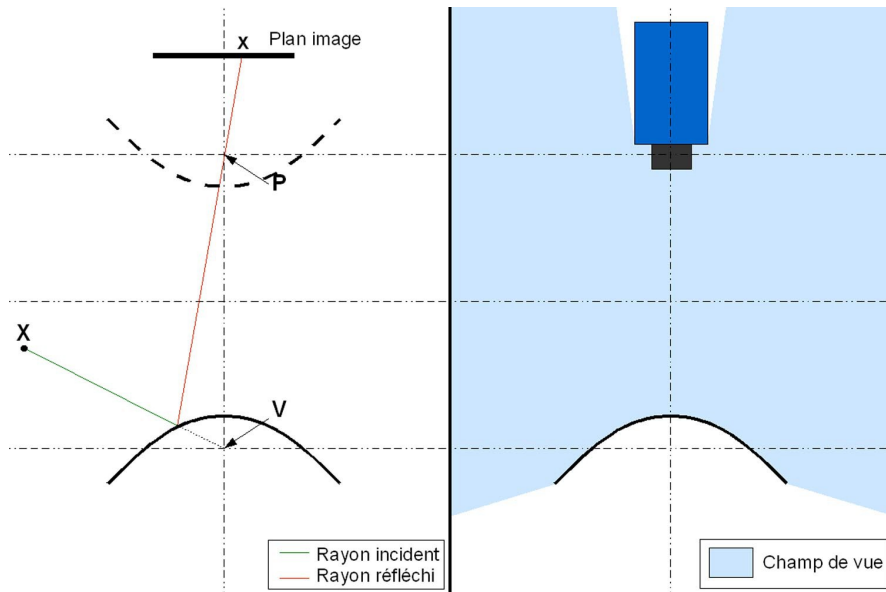 x Plan image
P
X
V
Rayon incident
Rayon réfléchi
Champ de vue